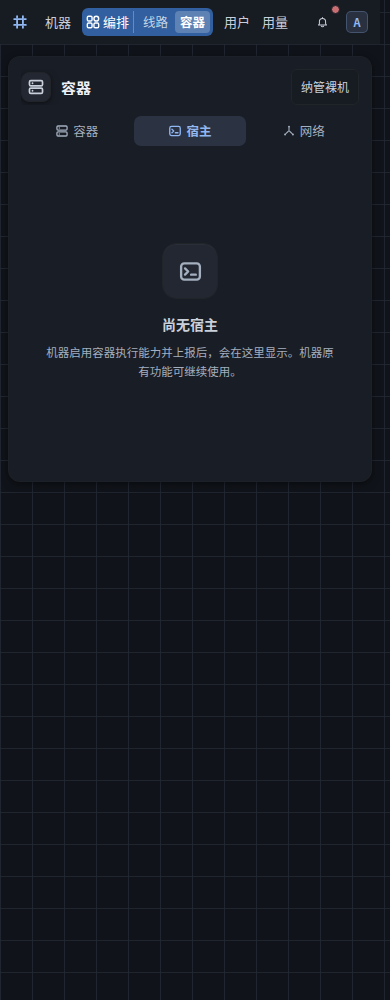 机器 编排 线路 容器 用户 用量 A
容器 纳管裸机
容器 宿主 网络
尚无宿主
机器启用容器执行能力并上报后，会在这里显示。机器原
有功能可继续使用。